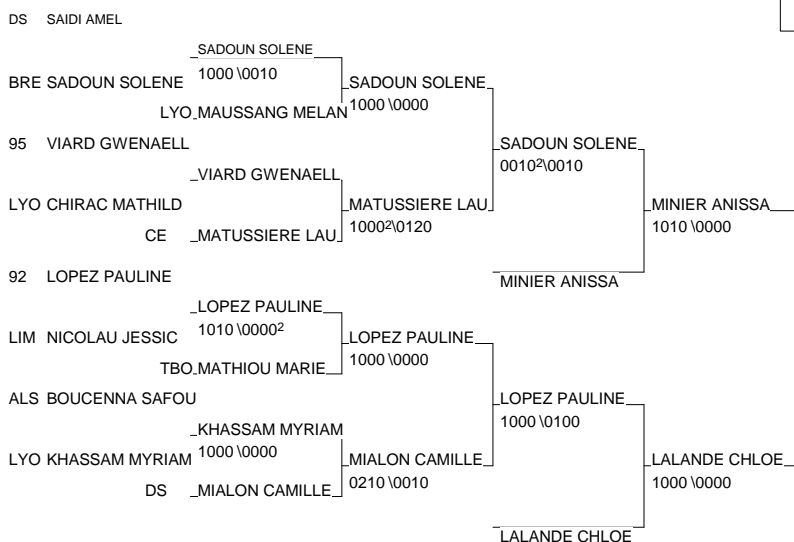 DS SAIDI AMEL
SADOUN SOLENE
BRE SADOUN SOLENE 1000 \0010 SADOUN SOLENE
LYO MAUSSANG MELAN 1000 \0000
95 VIARD GWENAELL SADOUN SOLENE
0010²\0010
VIARD GWENAELL
LYO CHIRAC MATHILD MATUSSIERE LAU MINIER ANISSA
1000²\0120 1010 \0000
CE MATUSSIERE LAU
92 LOPEZ PAULINE MINIER ANISSA
LOPEZ PAULINE
LIM NICOLAU JESSIC 1010 \0000² LOPEZ PAULINE
TBO MATHIOU MARIE 1000 \0000
ALS BOUCENNA SAFOU LOPEZ PAULINE
1000 \0100
KHASSAM MYRIAM
LYO KHASSAM MYRIAM 1000 \0000 MIALON CAMILLE LALANDE CHLOE
0210 \0010 1000 \0000
DS MIALON CAMILLE
LALANDE CHLOE